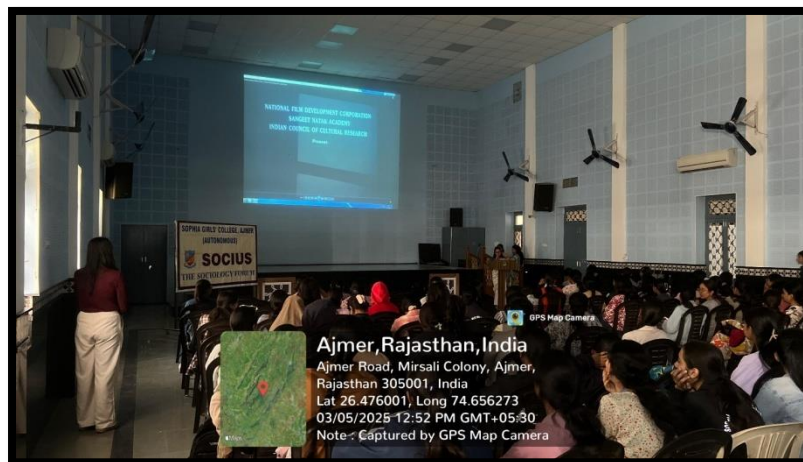 NATIONAL FILM DEVELOPMENT CORPORATION
SANGEET NATAK ACADEMY
INDIAN COUNCIL OF CULTURAL RESEARCH
Present
SOPHIA GIRLS' COLLEGE, AJMER
(AUTONOMOUS)
SOCIUS
THE SOCIOLOGY FORUM
GPS Map Camera
Ajmer,Rajasthan,India
Ajmer Road, Mirsali Colony, Ajmer,
Rajasthan 305001, India
Lat 26.476001, Long 74.656273
03/05/2025 12:52 PM GMT+05:30
Note : Captured by GPS Map Camera